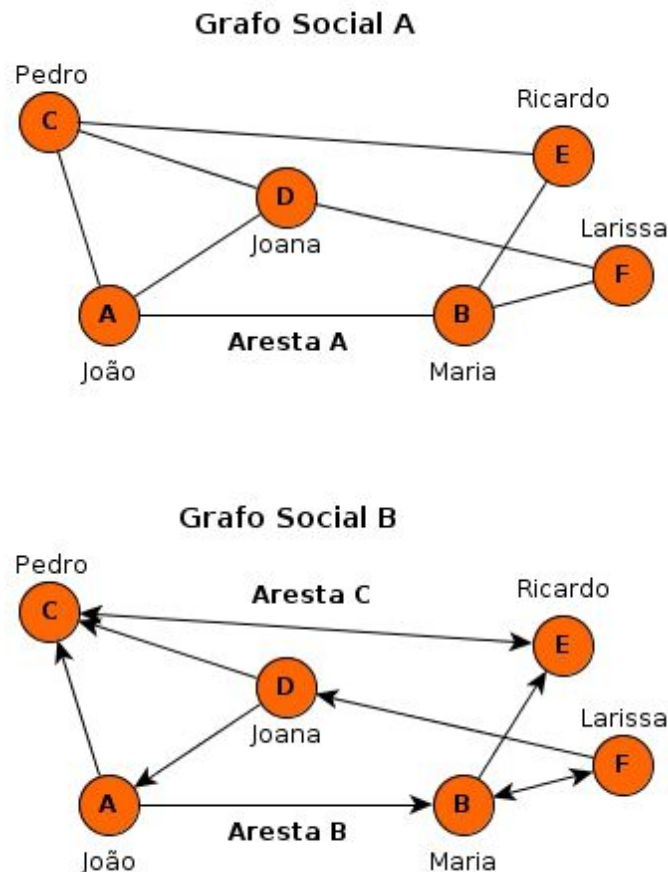 Grafo Social A
Pedro
Ricardo
C
E
D
Larissa
Joana
F
A
B
Aresta A
João
Maria
Grafo Social B
Pedro
Aresta C
Ricardo
C
E
D
Larissa
Joana
F
A
B
Aresta B
João
Maria